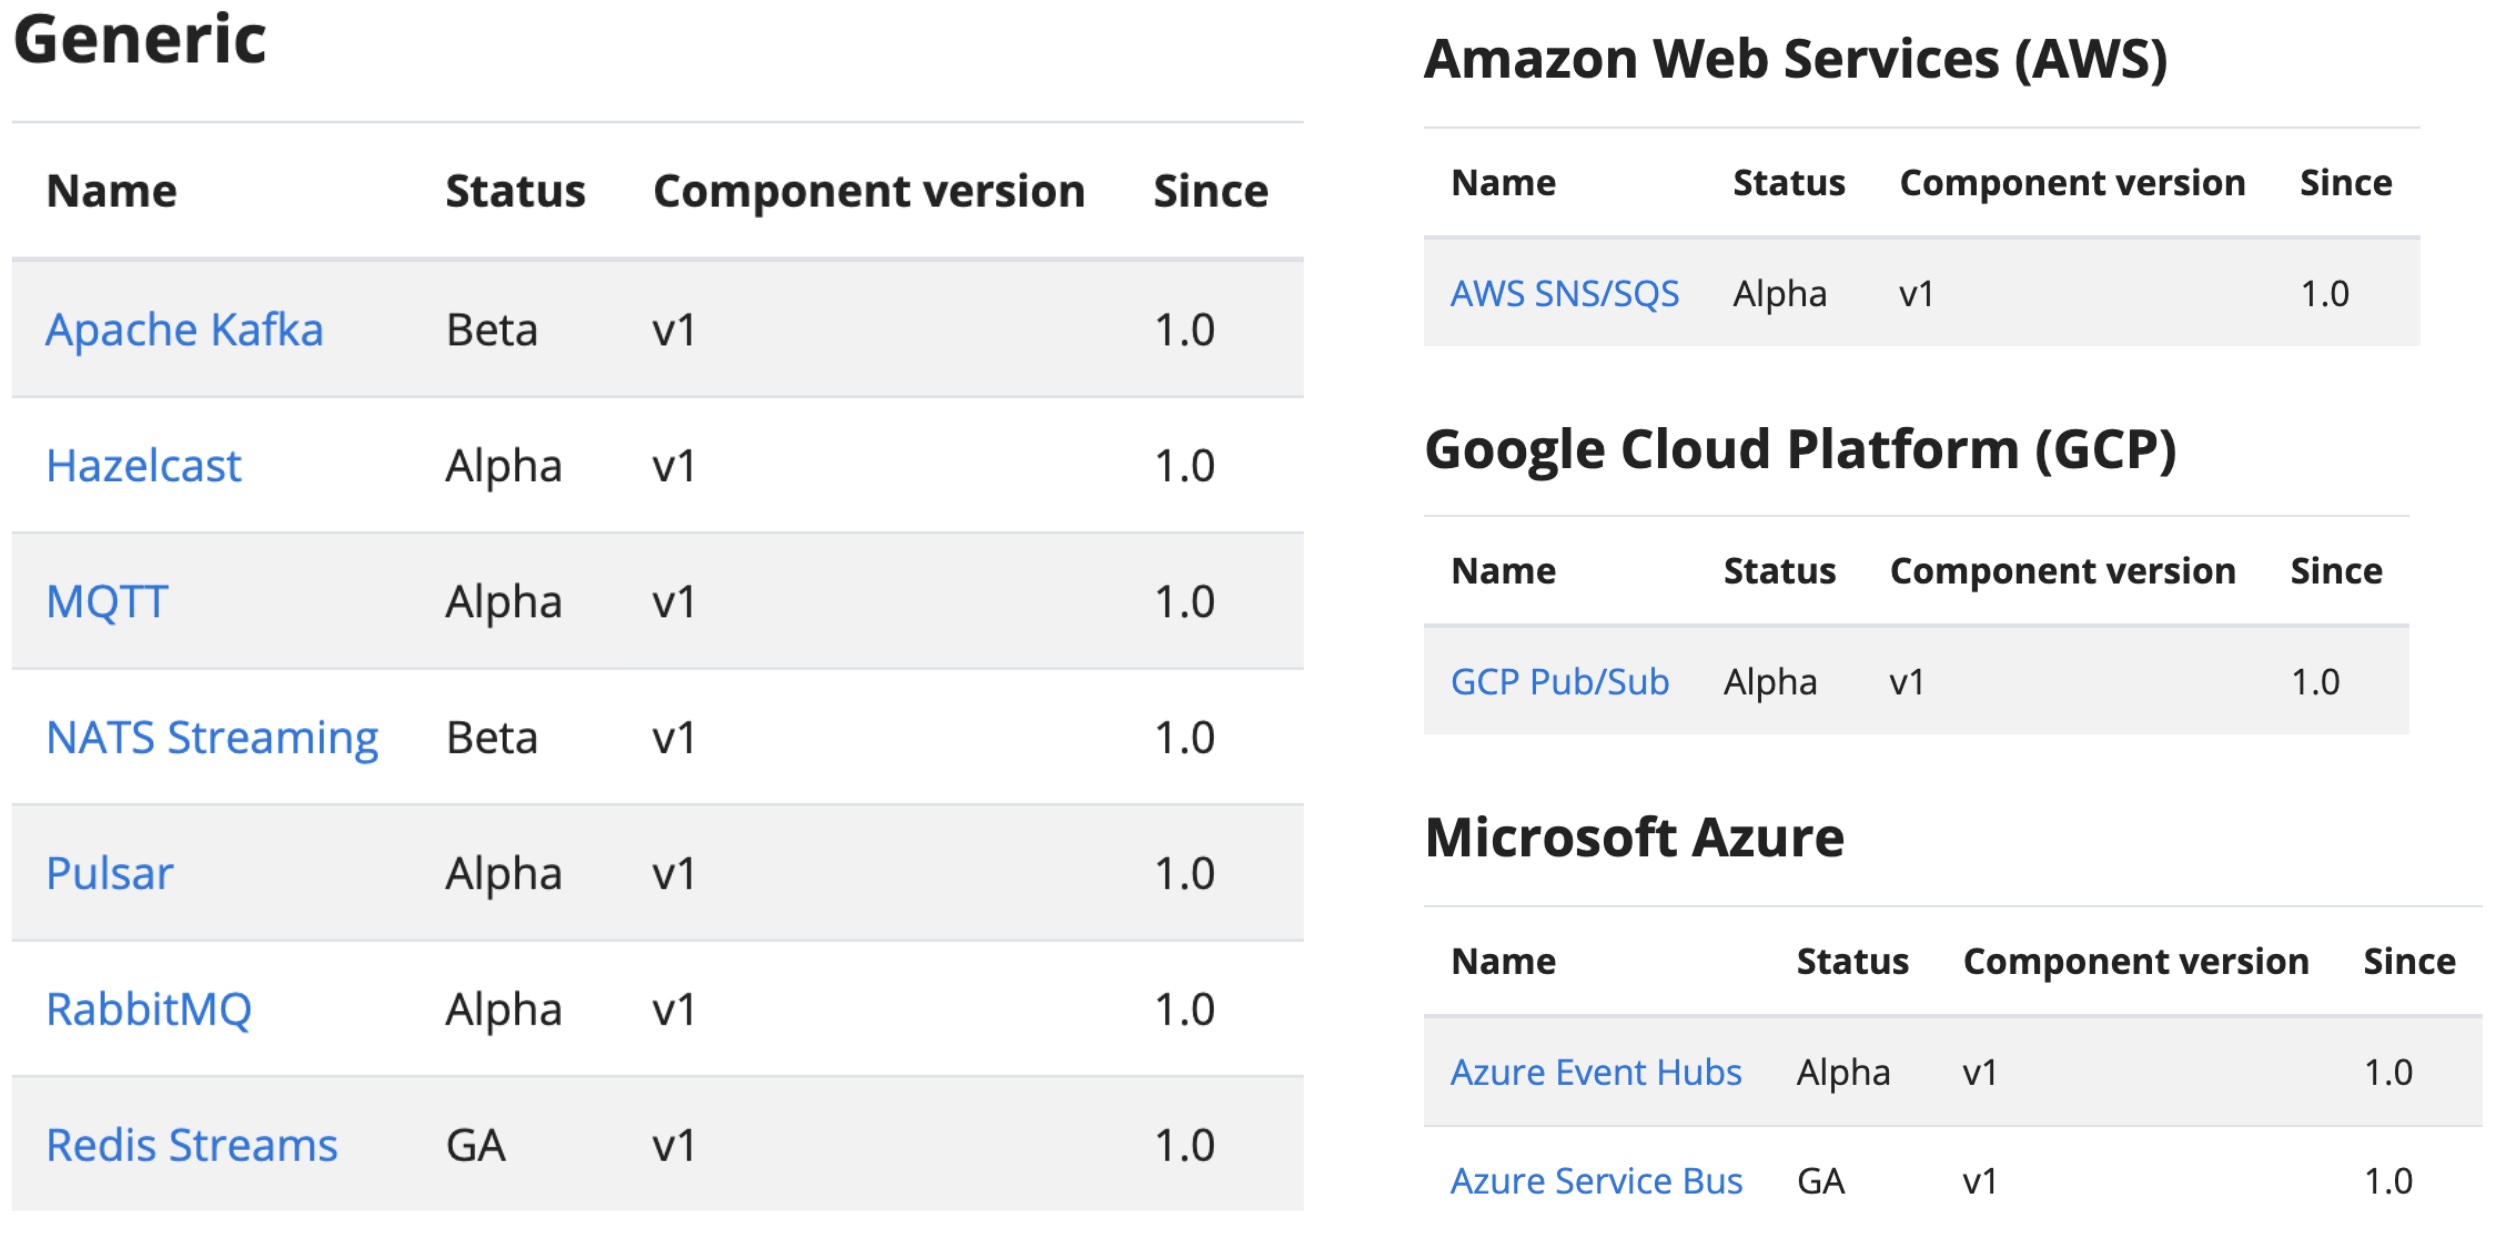 Generic
Name Status Component version Since
Apache Kafka Beta v1 1.0
Hazelcast Alpha v1 1.0
MQTT Alpha v1 1.0
NATS Streaming Beta v1 1.0
Pulsar Alpha v1 1.0
RabbitMQ Alpha v1 1.0
Redis Streams GA v1 1.0
Amazon Web Services (AWS)
Name Status Component version Since
AWS SNS/SQS Alpha v1 1.0
Google Cloud Platform (GCP)
Name Status Component version Since
GCP Pub/Sub Alpha v1 1.0
Microsoft Azure
Name Status Component version Since
Azure Event Hubs Alpha v1 1.0
Azure Service Bus GA v1 1.0